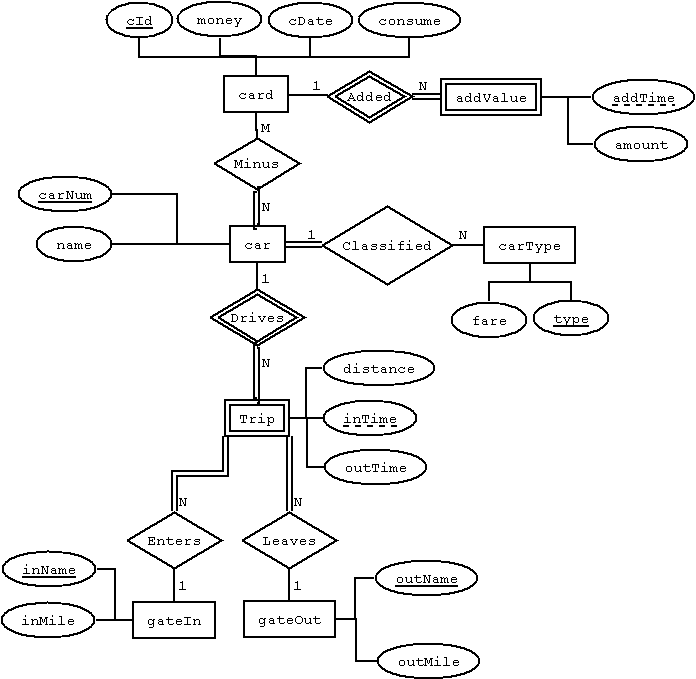 cId money cDate consume
card 1 Added N addValue addTime
amount
M
Minus
carNum
N
name car 1 Classified N carType
1
Drives fare type
N
distance
Trip inTime
outTime
N N
Enters Leaves
inName 1 1 outName
inMile gateIn gateOut
outMile